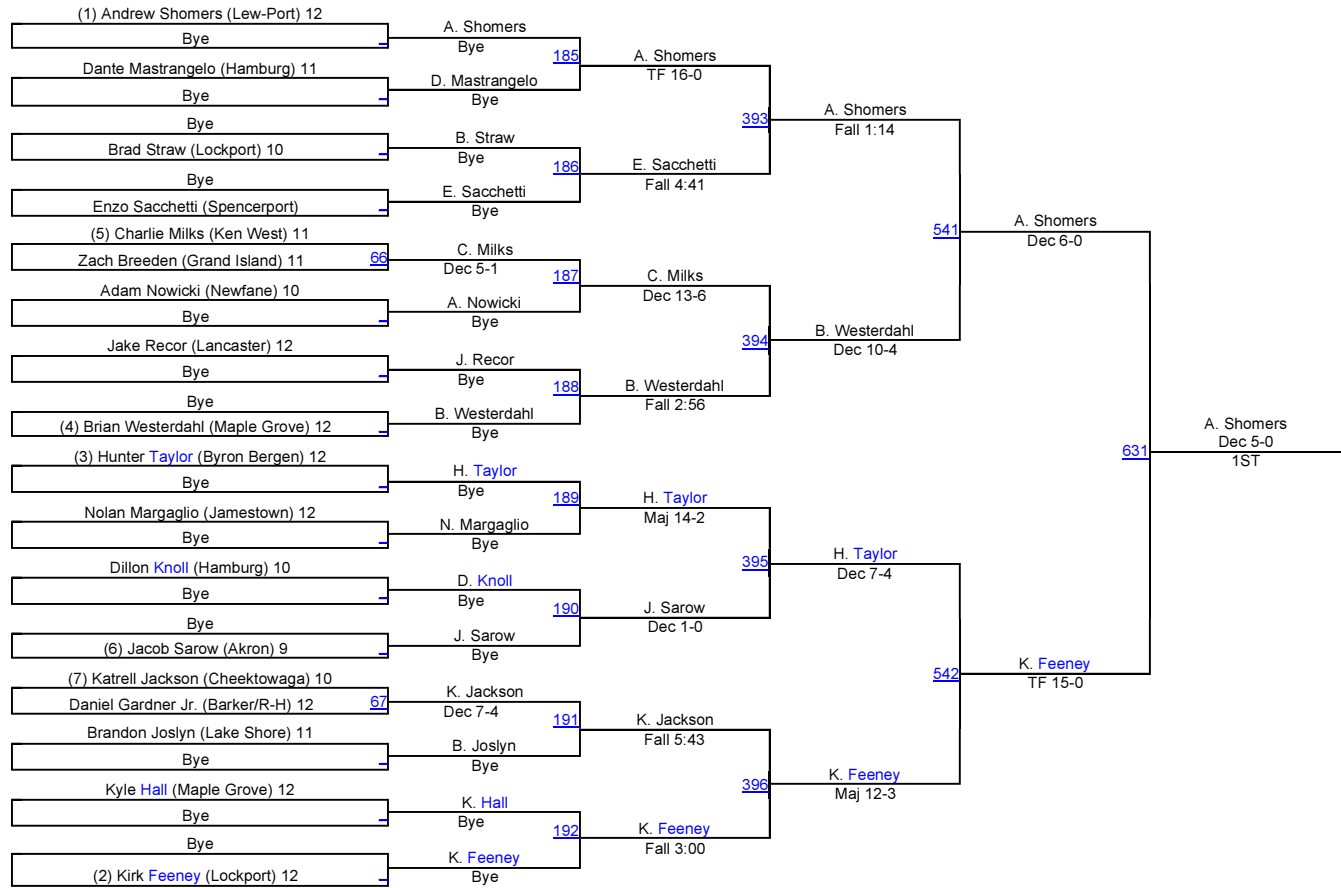 (1) Andrew Shomers (Lew-Port) 12
Bye
Dante Mastrangelo (Hamburg) 11
Bye
Bye
Brad Straw (Lockport) 10
Bye
Enzo Sacchetti (Spencerport)
(5) Charlie Milks (Ken West) 11
Zach Breeden (Grand Island) 11
66
Adam Nowicki (Newfane) 10
Bye
Jake Recor (Lancaster) 12
Bye
Bye
(4) Brian Westerdahl (Maple Grove) 12
(3) Hunter Taylor (Byron Bergen) 12
Bye
Nolan Margaglio (Jamestown) 12
Bye
Dillon Knoll (Hamburg) 10
Bye
Bye
(6) Jacob Sarow (Akron) 9
(7) Katrell Jackson (Cheektowaga) 10
Daniel Gardner Jr. (Barker/R-H) 12
67
Brandon Joslyn (Lake Shore) 11
Bye
Kyle Hall (Maple Grove) 12
Bye
Bye
(2) Kirk Feeney (Lockport) 12
A. Shomers
Bye
185
D. Mastrangelo
Bye
B. Straw
Bye
186
E. Sacchetti
Bye
C. Milks
Dec 5-1
187
A. Nowicki
Bye
J. Recor
Bye
188
B. Westerdahl
Bye
H. Taylor
Bye
189
N. Margaglio
Bye
D. Knoll
Bye
190
J. Sarow
Bye
K. Jackson
Dec 7-4
191
B. Joslyn
Bye
K. Hall
Bye
192
K. Feeney
Bye
A. Shomers
TF 16-0
393
E. Sacchetti
Fall 4:41
C. Milks
Dec 13-6
394
B. Westerdahl
Fall 2:56
H. Taylor
Maj 14-2
395
J. Sarow
Dec 1-0
K. Jackson
Fall 5:43
396
K. Feeney
Fall 3:00
A. Shomers
Fall 1:14
541
B. Westerdahl
Dec 10-4
H. Taylor
Dec 7-4
542
K. Feeney
Maj 12-3
A. Shomers
Dec 6-0
631
K. Feeney
TF 15-0
A. Shomers
Dec 5-0
1ST